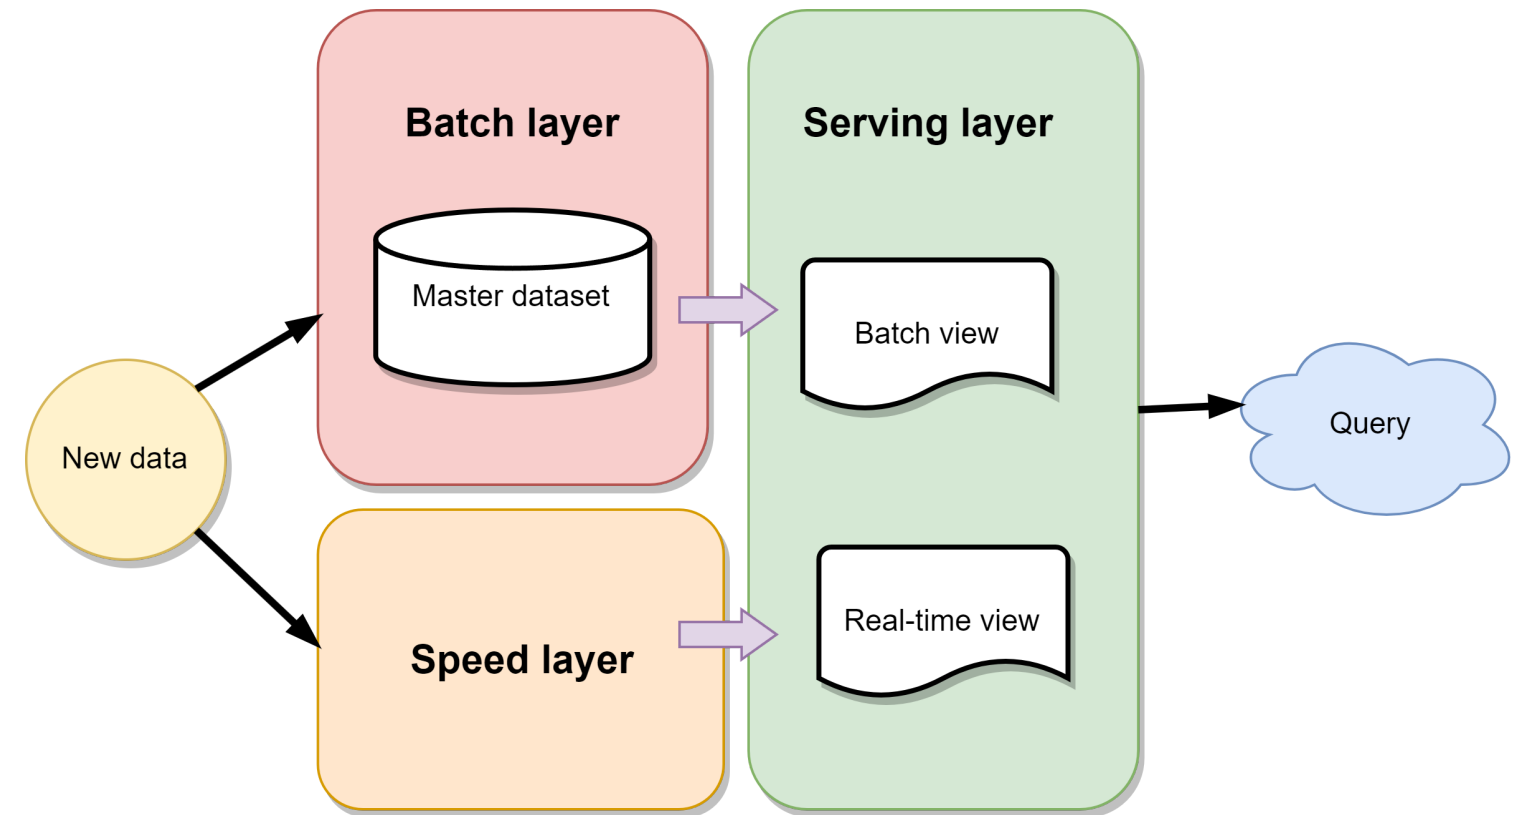 Batch layer
Serving layer
Master dataset
Batch view
Query
New data
Real-time view
Speed layer